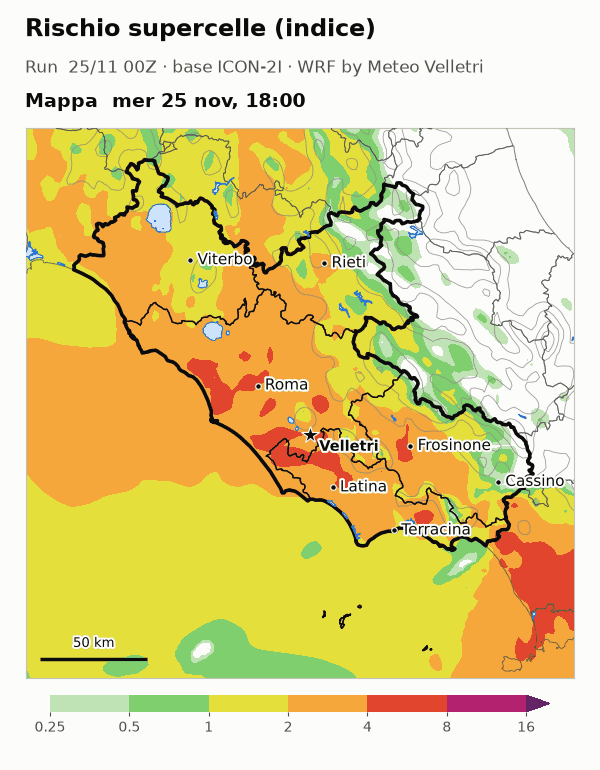 Rischio supercelle (indice)
Run 25/11 00Z · base ICON-2I · WRF by Meteo Velletri
Mappa mer 25 nov, 18:00
Viterbo
Rieti
Roma
Velletri
Frosinone
Cassino
Latina
Terracina
50 km
0.25 0.5 1 2 4 8 16